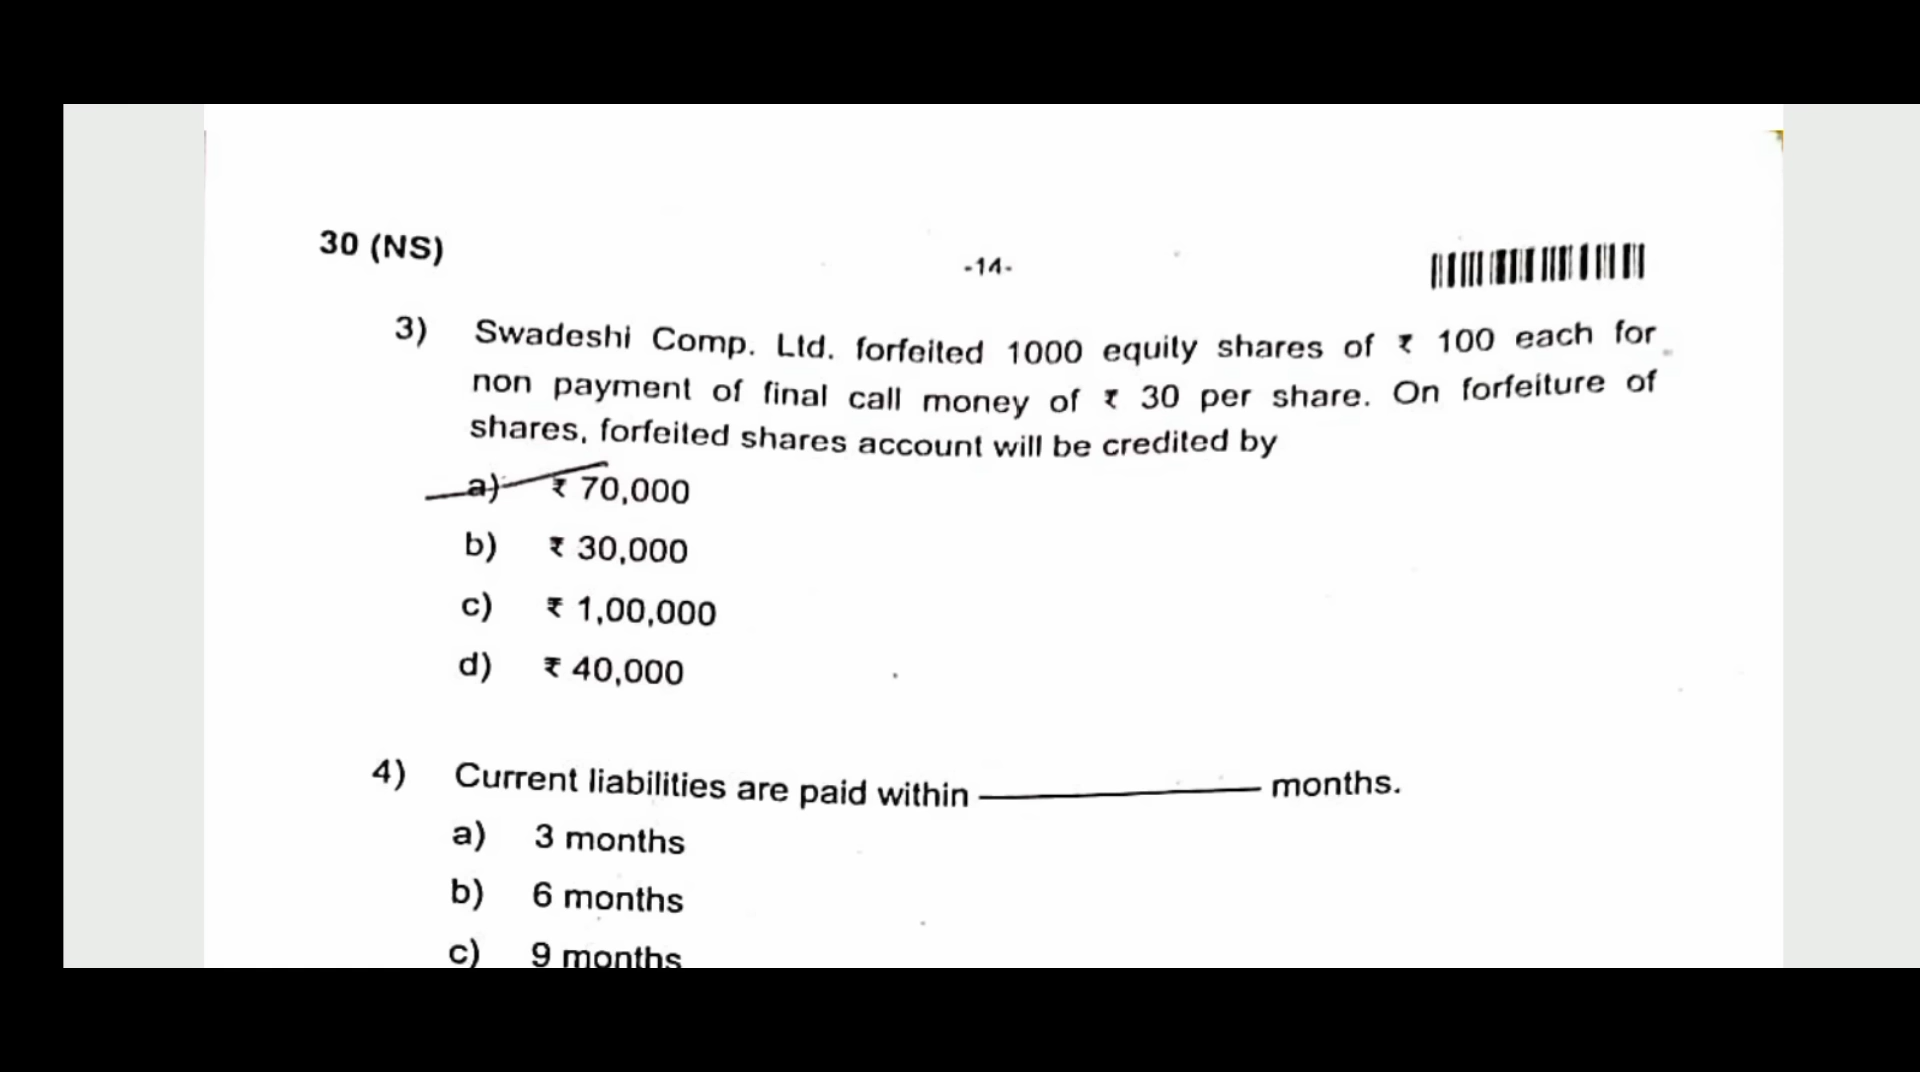 30 (NS)
-14-
3) Swadeshi Comp. Ltd. forfeited 1000 equity shares of ₹ 100 each for
non payment of final call money of ₹ 30 per share. On forfeiture of
shares, forfeited shares account will be credited by
a) ₹ 70,000
b) ₹ 30,000
c) ₹ 1,00,000
d) ₹ 40,000
4) Current liabilities are paid within ____________ months.
a) 3 months
b) 6 months
c) 9 months